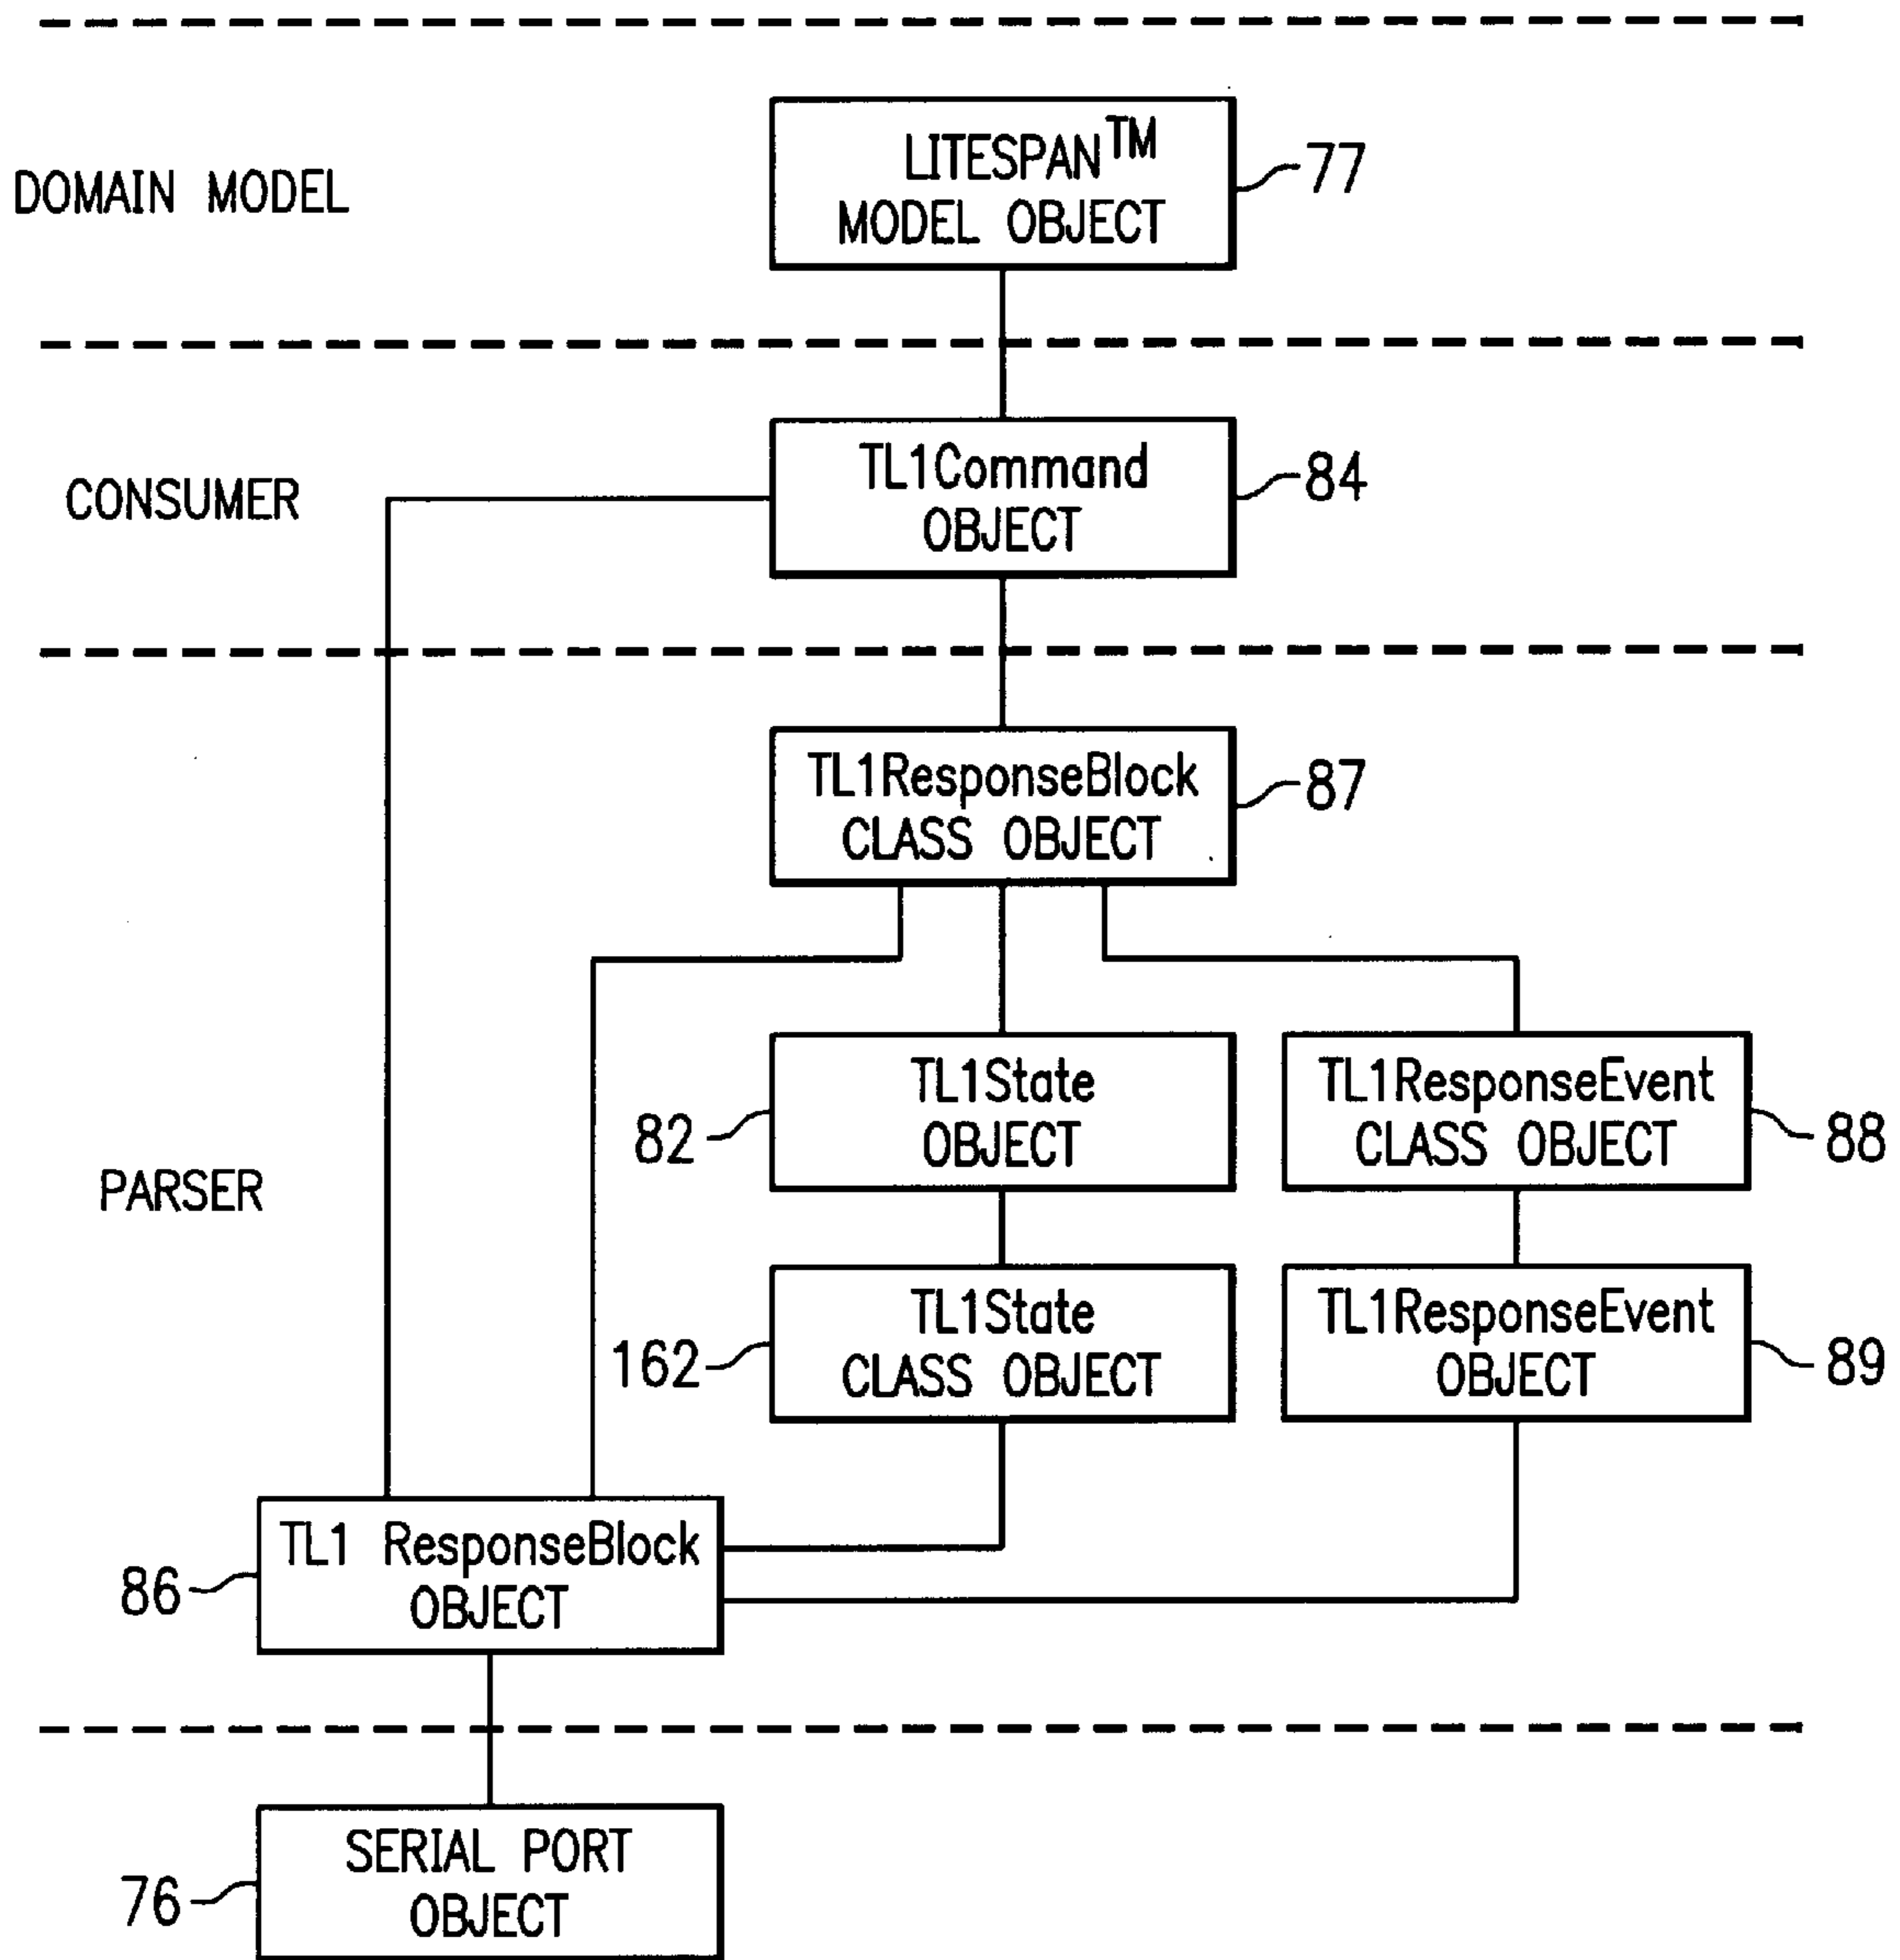 DOMAIN MODEL
LITESPAN™
MODEL OBJECT
77
CONSUMER
TL1Command
OBJECT
84
TL1ResponseBlock
CLASS OBJECT
87
PARSER
TL1State
OBJECT
82
TL1ResponseEvent
CLASS OBJECT
88
TL1State
CLASS OBJECT
162
TL1ResponseEvent
OBJECT
89
TL1 ResponseBlock
OBJECT
86
SERIAL PORT
OBJECT
76